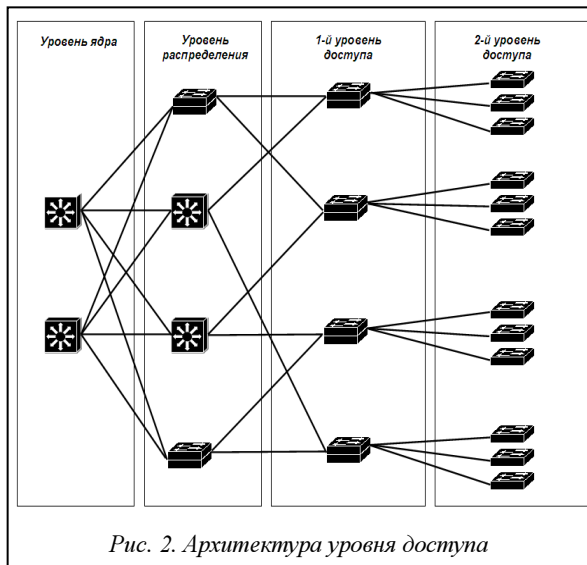 Уровень ядра
Уровень
распределения
1-й уровень
доступа
2-й уровень
доступа
Рис. 2. Архитектура уровня доступа